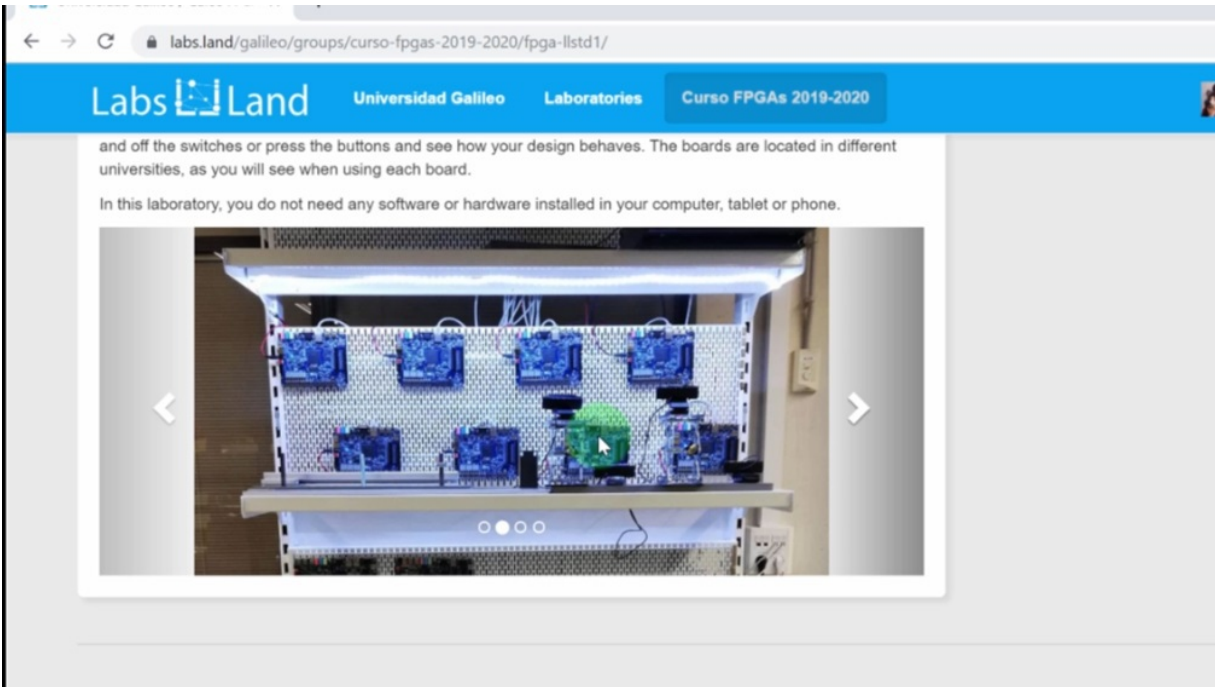 labs.land/galileo/groups/curso-fpgas-2019-2020/fpga-llstd1/
Labs Land Universidad Galileo Laboratories Curso FPGAs 2019-2020
and off the switches or press the buttons and see how your design behaves. The boards are located in different
universities, as you will see when using each board.
In this laboratory, you do not need any software or hardware installed in your computer, tablet or phone.